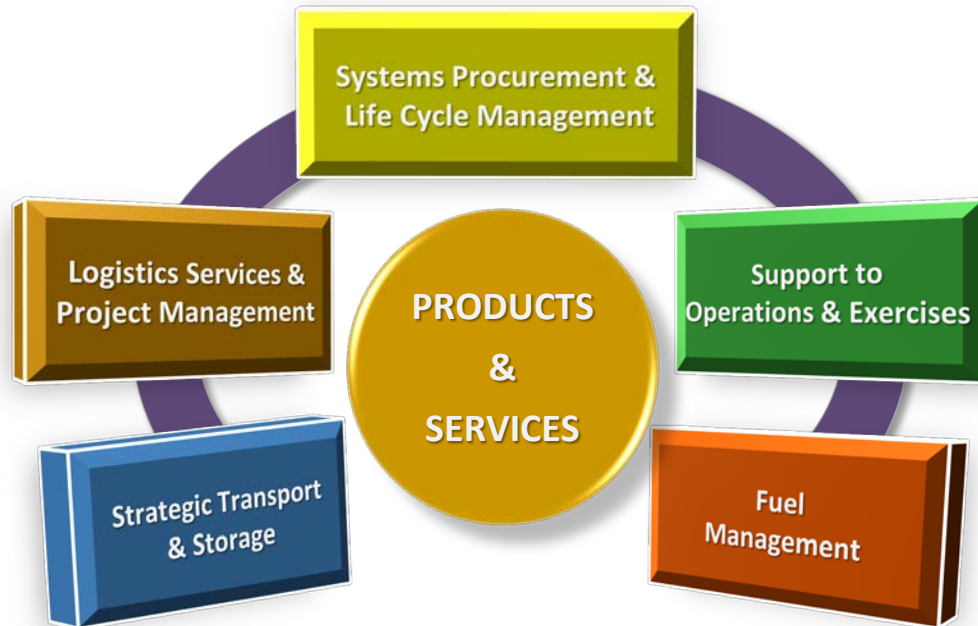 Systems Procurement &
Life Cycle Management
Logistics Services &
Project Management
PRODUCTS
&
SERVICES
Support to
Operations & Exercises
Strategic Transport
& Storage
Fuel
Management